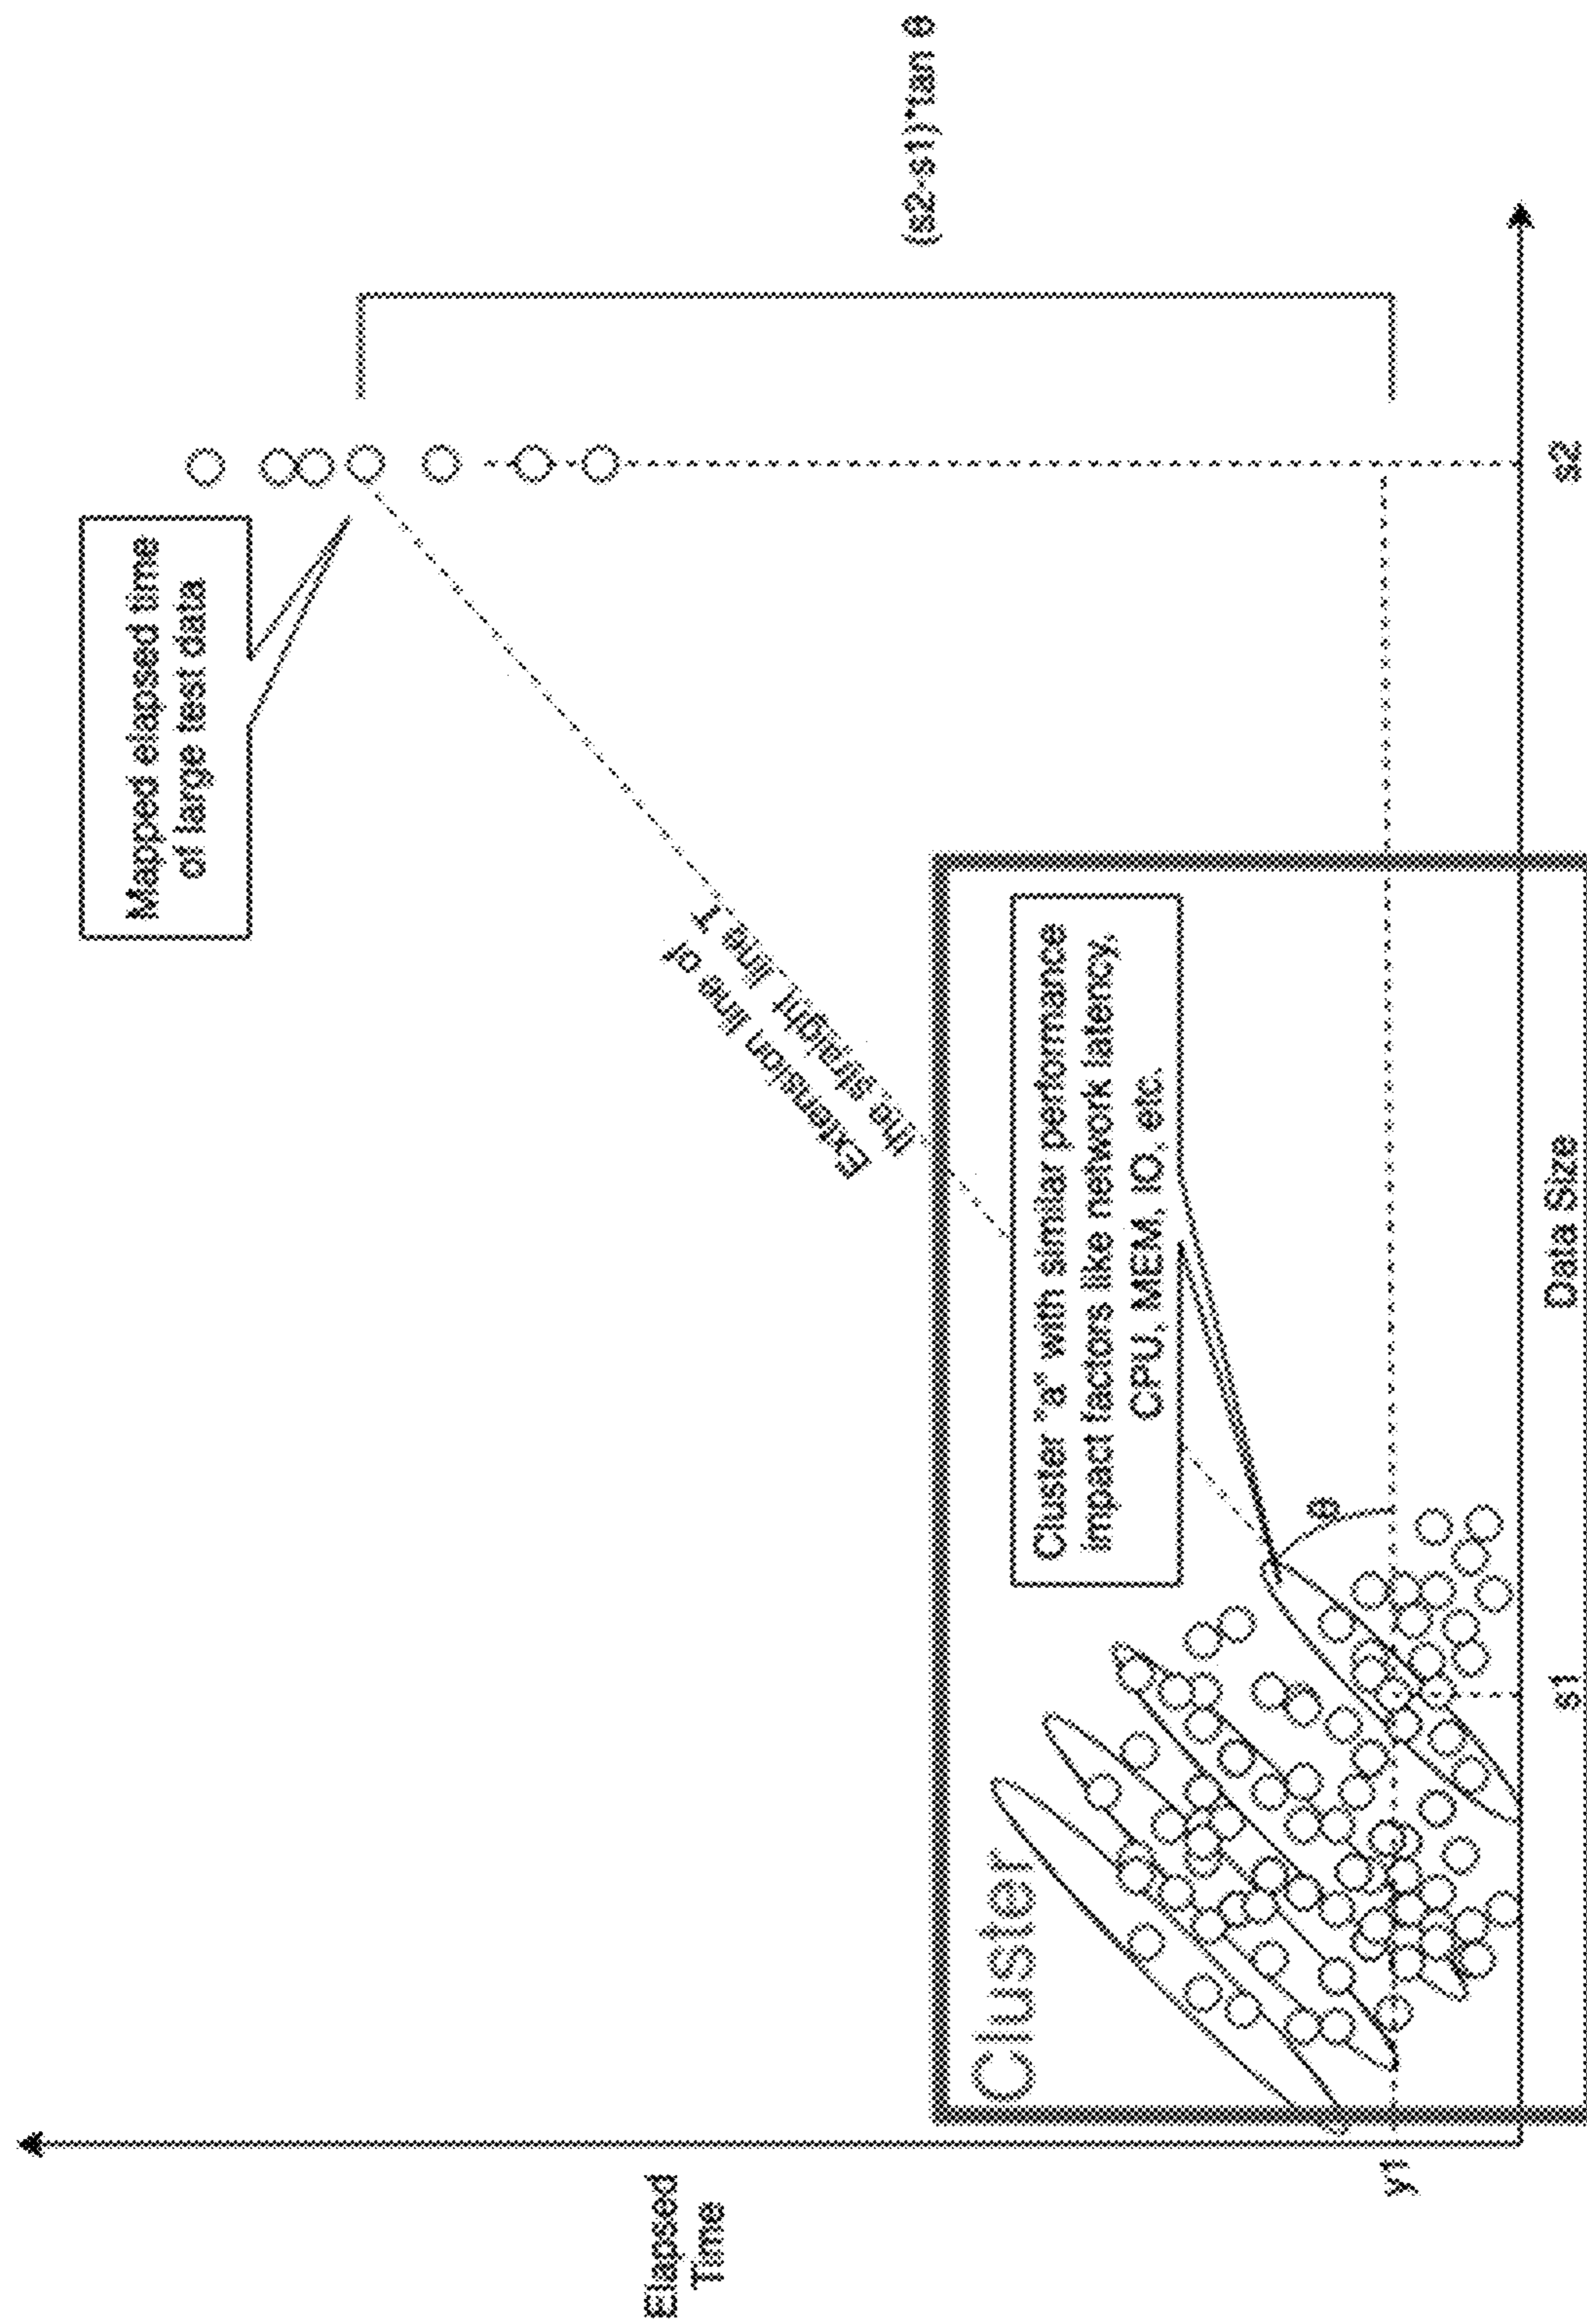 Elapsed
Time
Mapped elapsed time
of large test data
(s2-s1)*tan θ
Extension line of
the straight line T
Cluster
Cluster "a" with similar performance
impact factors like network latency,
CPU, MEM, IO, etc.
θ
y1
s1
Data Size
s2